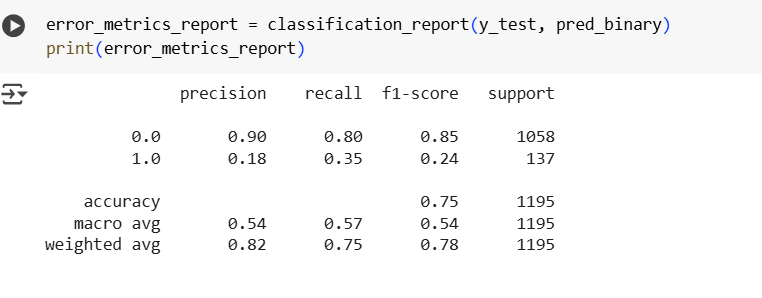 error_metrics_report = classification_report(y_test, pred_binary)
print(error_metrics_report)
precision recall f1-score support
0.0 0.90 0.80 0.85 1058
1.0 0.18 0.35 0.24 137
accuracy 0.75 1195
macro avg 0.54 0.57 0.54 1195
weighted avg 0.82 0.75 0.78 1195